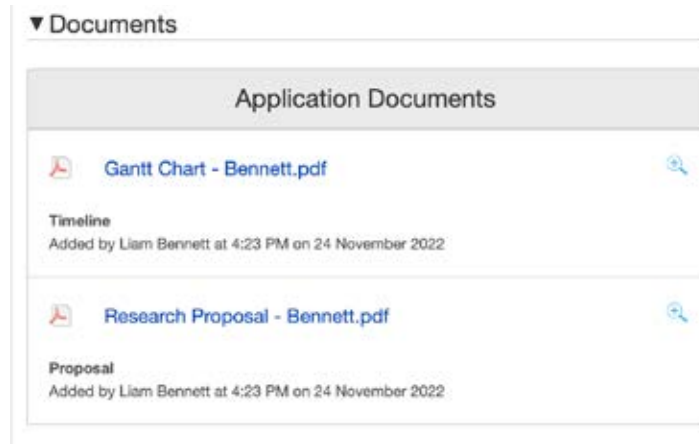 ▼ Documents
Application Documents
Gantt Chart - Bennett.pdf
Timeline
Added by Liam Bennett at 4:23 PM on 24 November 2022
Research Proposal - Bennett.pdf
Proposal
Added by Liam Bennett at 4:23 PM on 24 November 2022